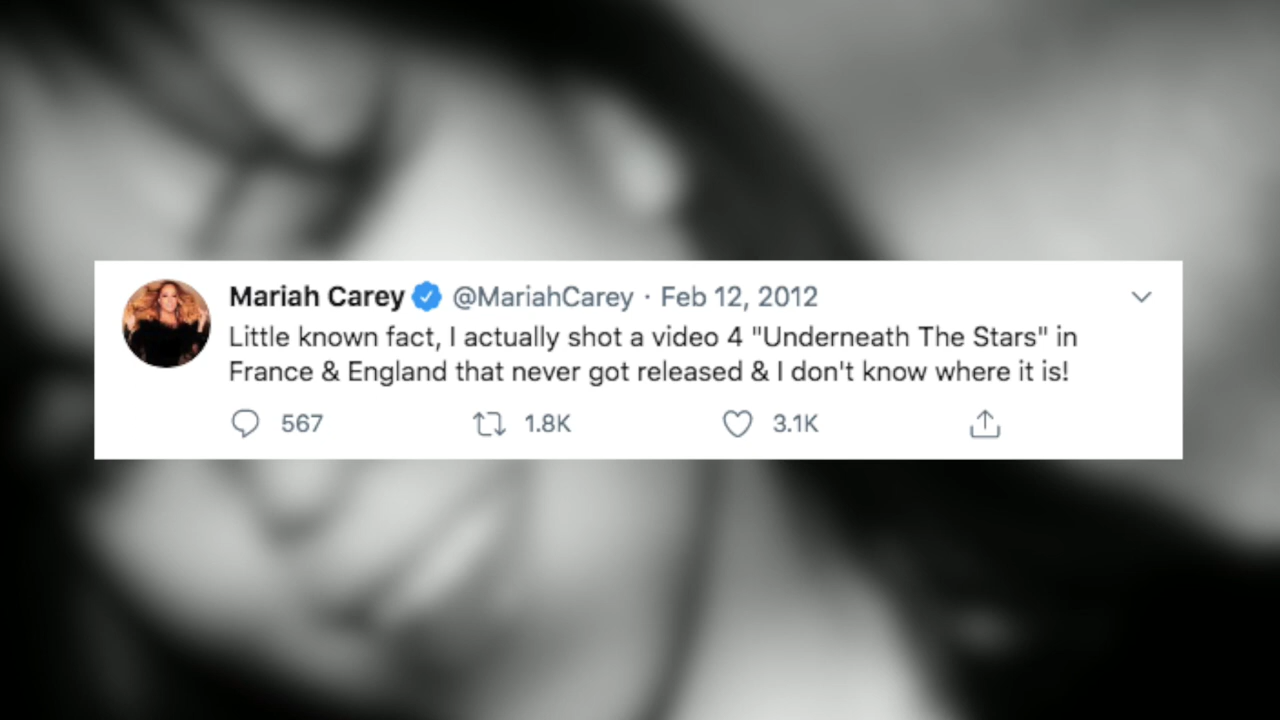 Mariah Carey @MariahCarey · Feb 12, 2012
Little known fact, I actually shot a video 4 "Underneath The Stars" in
France & England that never got released & I don't know where it is!
567 1.8K 3.1K